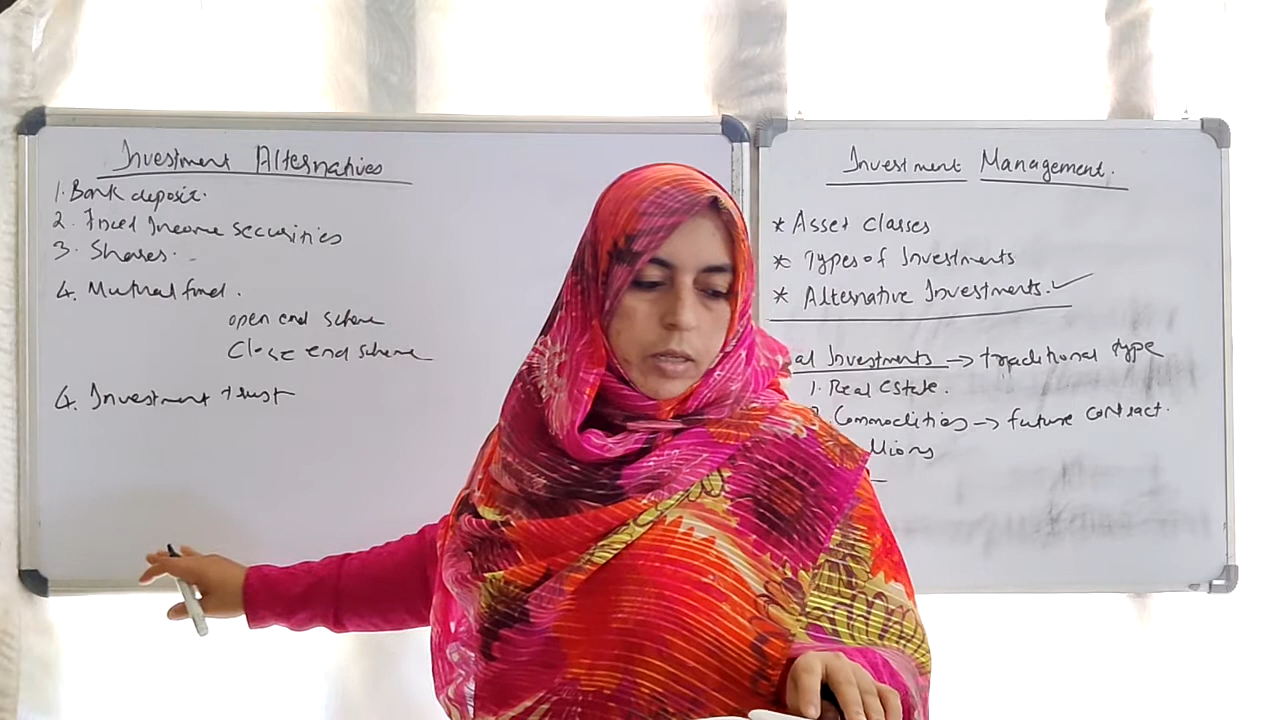 Investment Alternatives
1. Bank deposit.
2. Fixed Income Securities
3. Shares.
4. Mutual fund.
open end scheme
Close end scheme
4. Investment trust
Investment Management.
* Asset Classes
* Types of Investments
* Alternative Investments. ✓
al Investments → traditional type
1. Real Estate.
Commodities → future contract.
llions